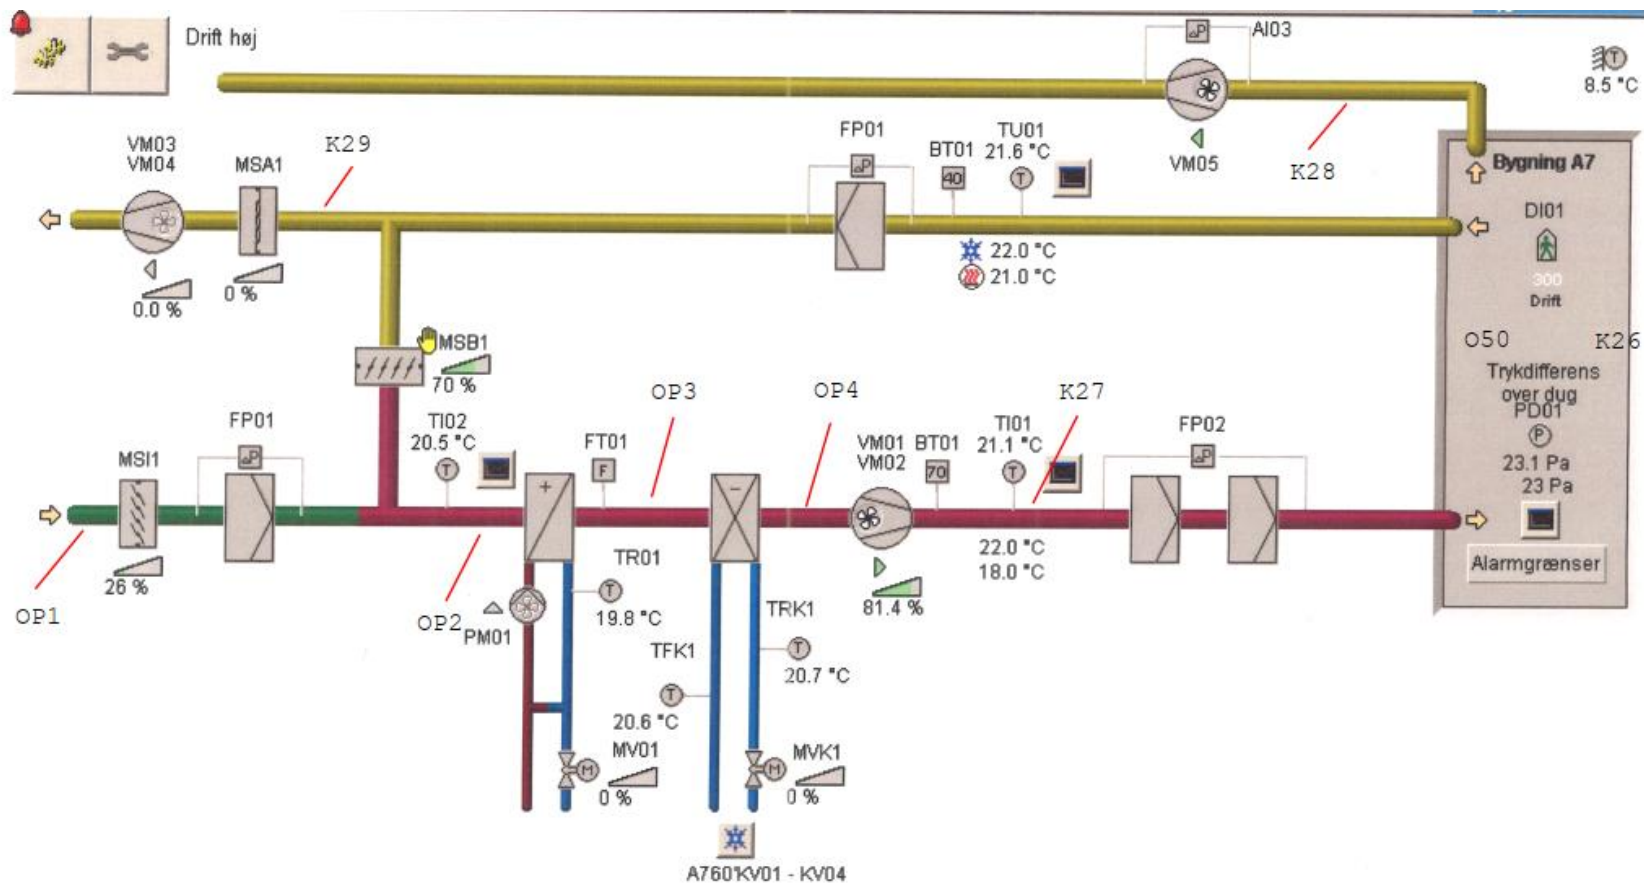 Drift høj
AI03
T
8.5 °C
P
VM05
K28
VM03
VM04
MSA1
K29
FP01
P
BT01
40
TU01
21.6 °C
T
Bygning A7
DI01
300
Drift
0.0 %
0 %
22.0 °C
21.0 °C
MSB1
70 %
O50
K26
Trykdifferens
over dug
PD01
P
23.1 Pa
23 Pa
Alarmgrænser
OP3
OP4
K27
MSI1
FP01
P
TI02
20.5 °C
T
+
FT01
F
−
VM01
VM02
BT01
70
TI01
21.1 °C
T
FP02
P
26 %
OP1
OP2
PM01
TR01
T
19.8 °C
81.4 %
22.0 °C
18.0 °C
TFK1
T
20.6 °C
TRK1
T
20.7 °C
MV01
M
0 %
MVK1
M
0 %
A760'KV01 - KV04